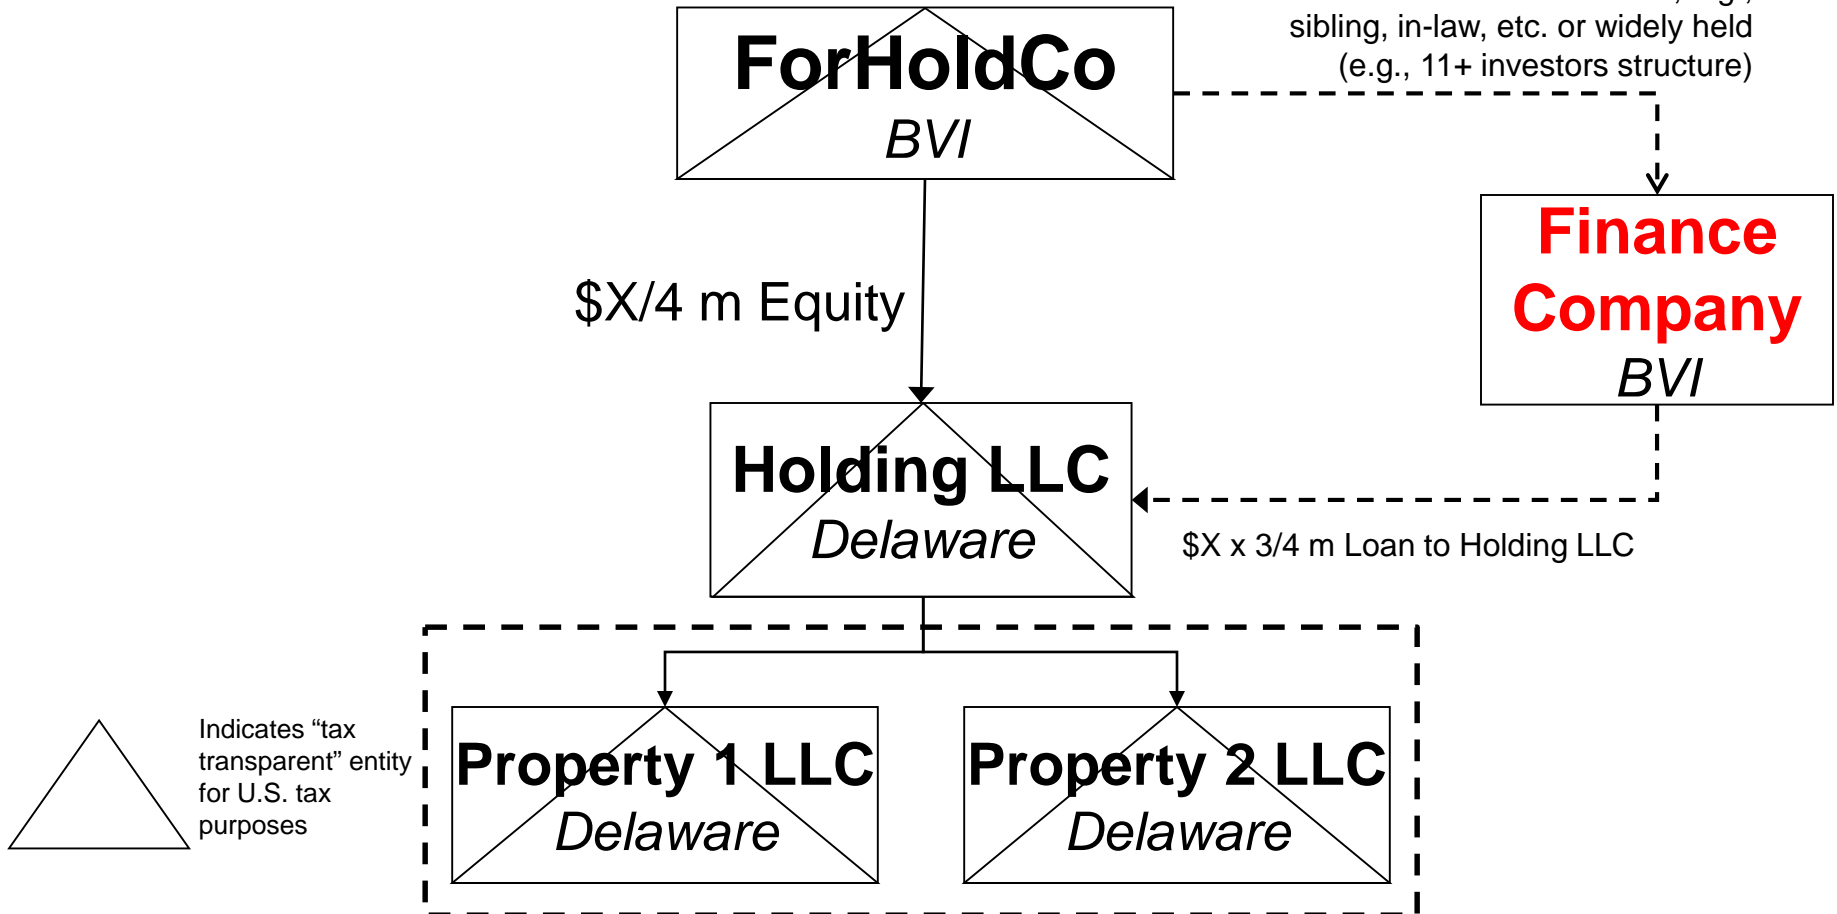 sibling, in-law, etc. or widely held
(e.g., 11+ investors structure)
ForHoldCo
BVI
Finance
Company
BVI
$X/4 m Equity
Holding LLC
Delaware
$X x 3/4 m Loan to Holding LLC
Indicates “tax
transparent” entity
for U.S. tax
purposes
Property 1 LLC
Delaware
Property 2 LLC
Delaware